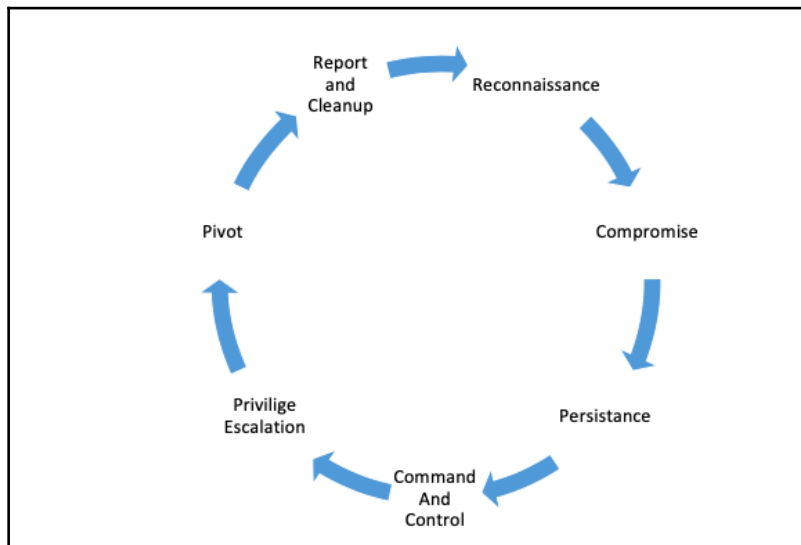 Report
and
Cleanup
Reconnaissance
Compromise
Persistance
Command
And
Control
Privilige
Escalation
Pivot